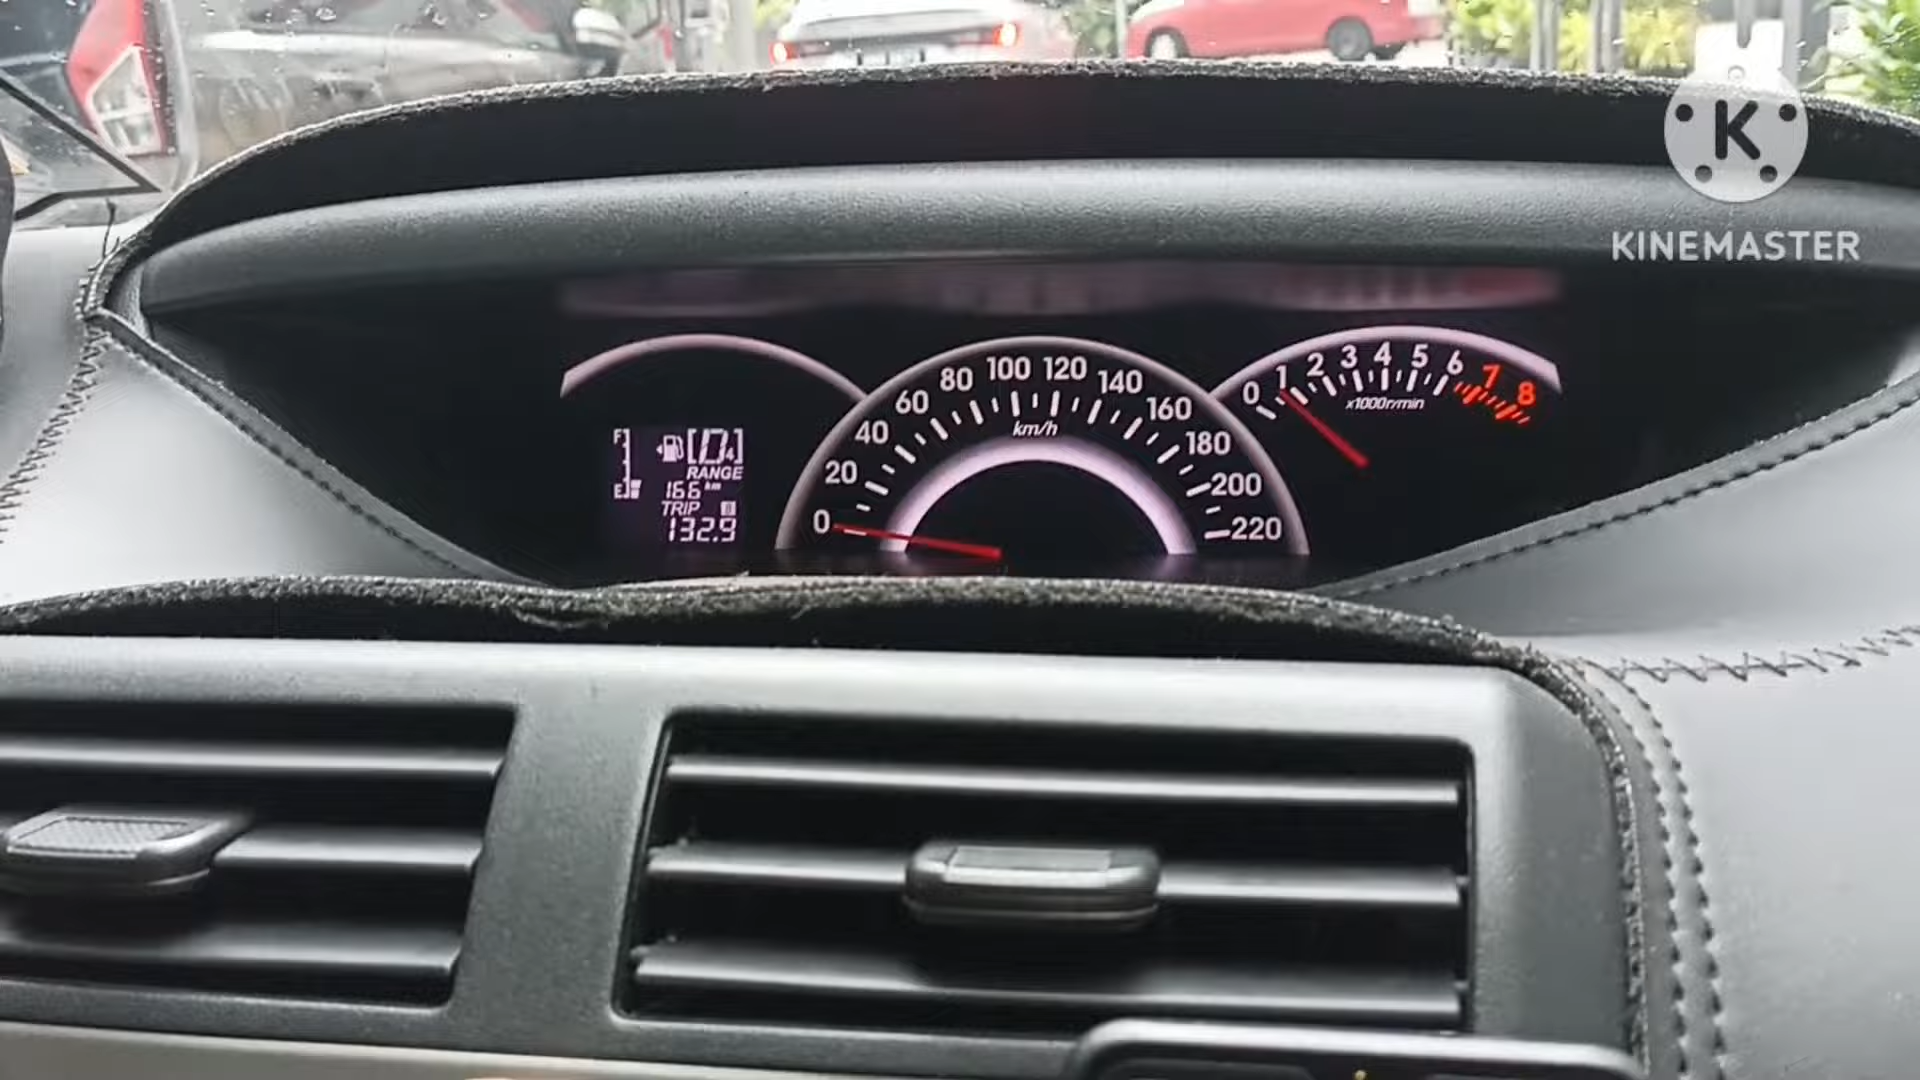 K
KINEMASTER
F
E
[D4]
RANGE
166 km
TRIP B
132.9
0 20 40 60 80 100 120 140 160 180 200 220
km/h
0 1 2 3 4 5 6 7 8
x1000r/min